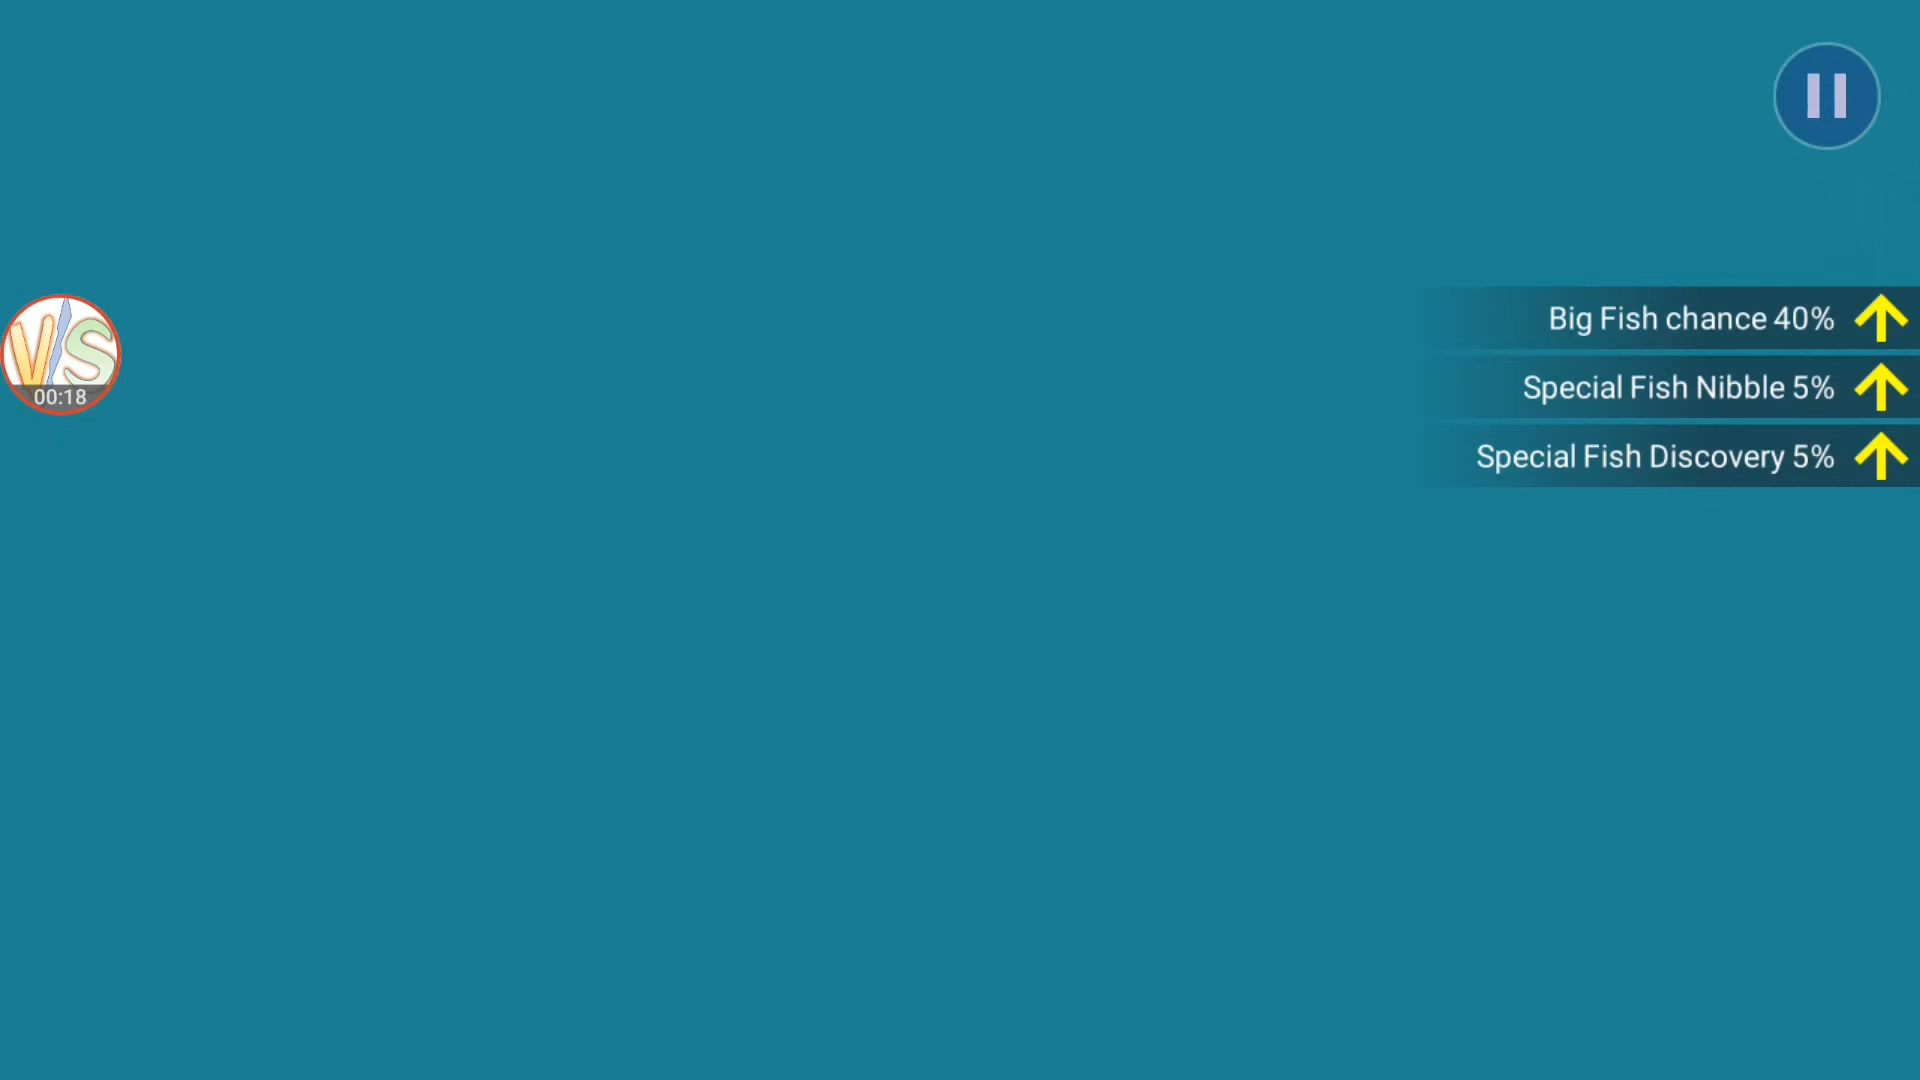 Big Fish chance 40%
VS
00:18
Special Fish Nibble 5%
Special Fish Discovery 5%